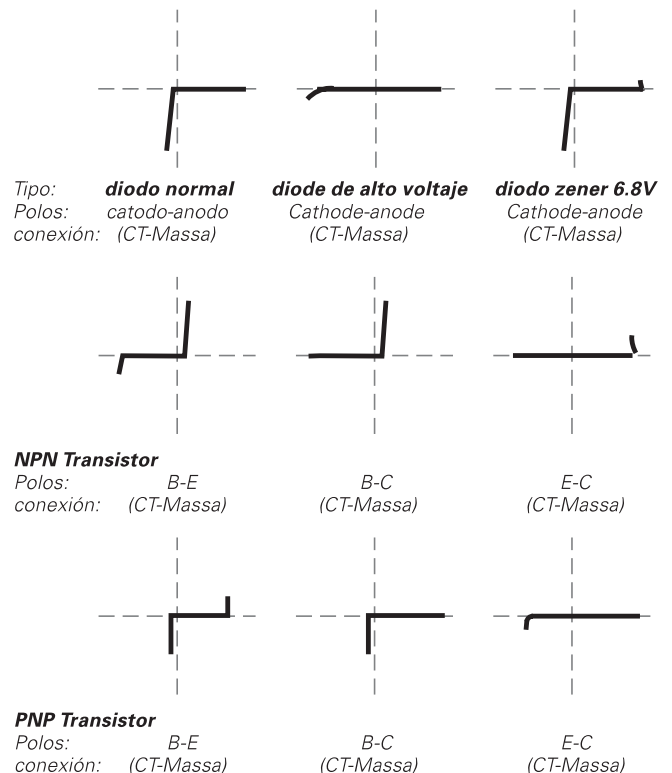 Tipo: diodo normal diode de alto voltaje diodo zener 6.8V
Polos: catodo-anodo Cathode-anode Cathode-anode
conexión: (CT-Massa) (CT-Massa) (CT-Massa)
NPN Transistor
Polos: B-E B-C E-C
conexión: (CT-Massa) (CT-Massa) (CT-Massa)
PNP Transistor
Polos: B-E B-C E-C
conexión: (CT-Massa) (CT-Massa) (CT-Massa)